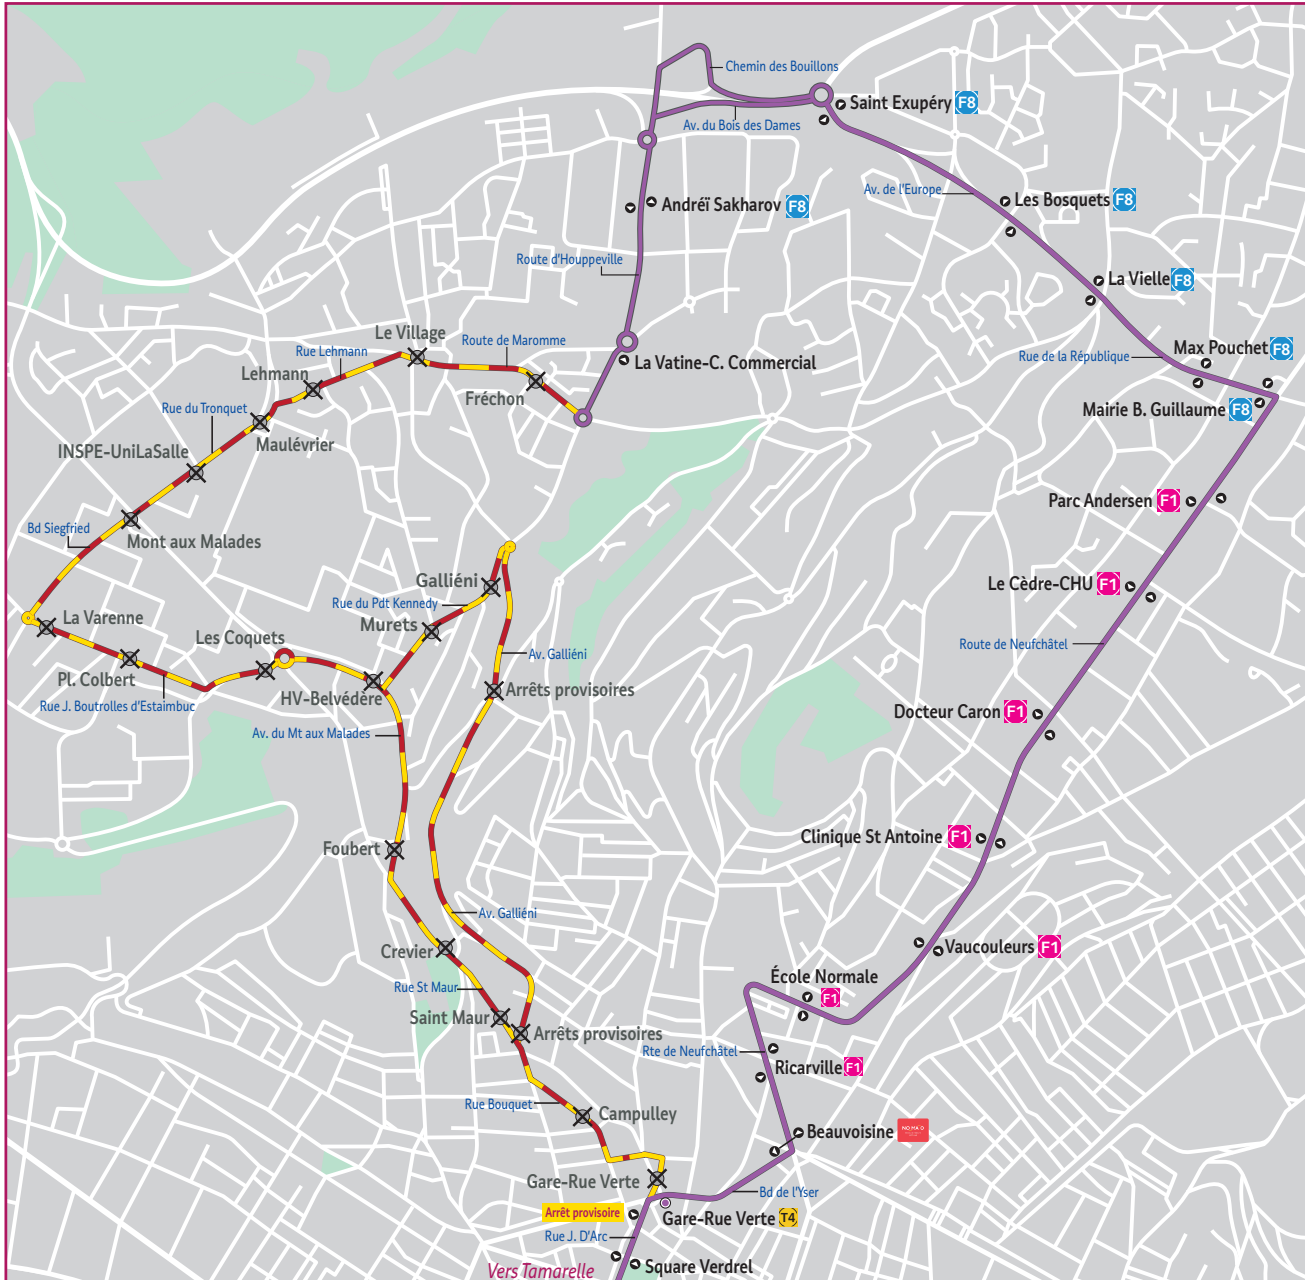 Chemin des Bouillons
Saint Exupéry F8
Av. du Bois des Dames
Av. de l'Europe
Les Bosquets F8
Andréï Sakharov F8
Route d'Houppeville
La Vielle F8
Le Village
Route de Maromme
Rue Lehmann
Max Pouchet F8
Rue de la République
La Vatine-C. Commercial
Lehmann
Fréchon
Rue du Tronquet
Mairie B. Guillaume F8
Maulévrier
INSPE-UniLaSalle
Parc Andersen F1
Bd Siegfried
Mont aux Malades
Galliéni
Le Cèdre-CHU F1
Rue du Pdt Kennedy
La Varenne
Murets
Les Coquets
Route de Neufchâtel
Av. Galliéni
Pl. Colbert
HV-Belvédère
Arrêts provisoires
Rue J. Boutrolles d'Estaimbuc
Docteur Caron F1
Av. du Mt aux Malades
Clinique St Antoine F1
Foubert
Av. Galliéni
Crevier
Vaucouleurs F1
École Normale
F1
Rue St Maur
Saint Maur
Arrêts provisoires
Rte de Neufchâtel
Ricarville F1
Rue Bouquet
Campulley
Beauvoisine
Gare-Rue Verte
Bd de l'Yser
Arrêt provisoire
Gare-Rue Verte T4
Rue J. D'Arc
Square Verdrel
Vers Tamarelle